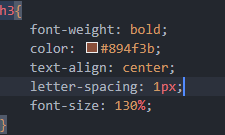 h3{
font-weight: bold;
color: #894f3b;
text-align: center;
letter-spacing: 1px;
font-size: 130%;
}